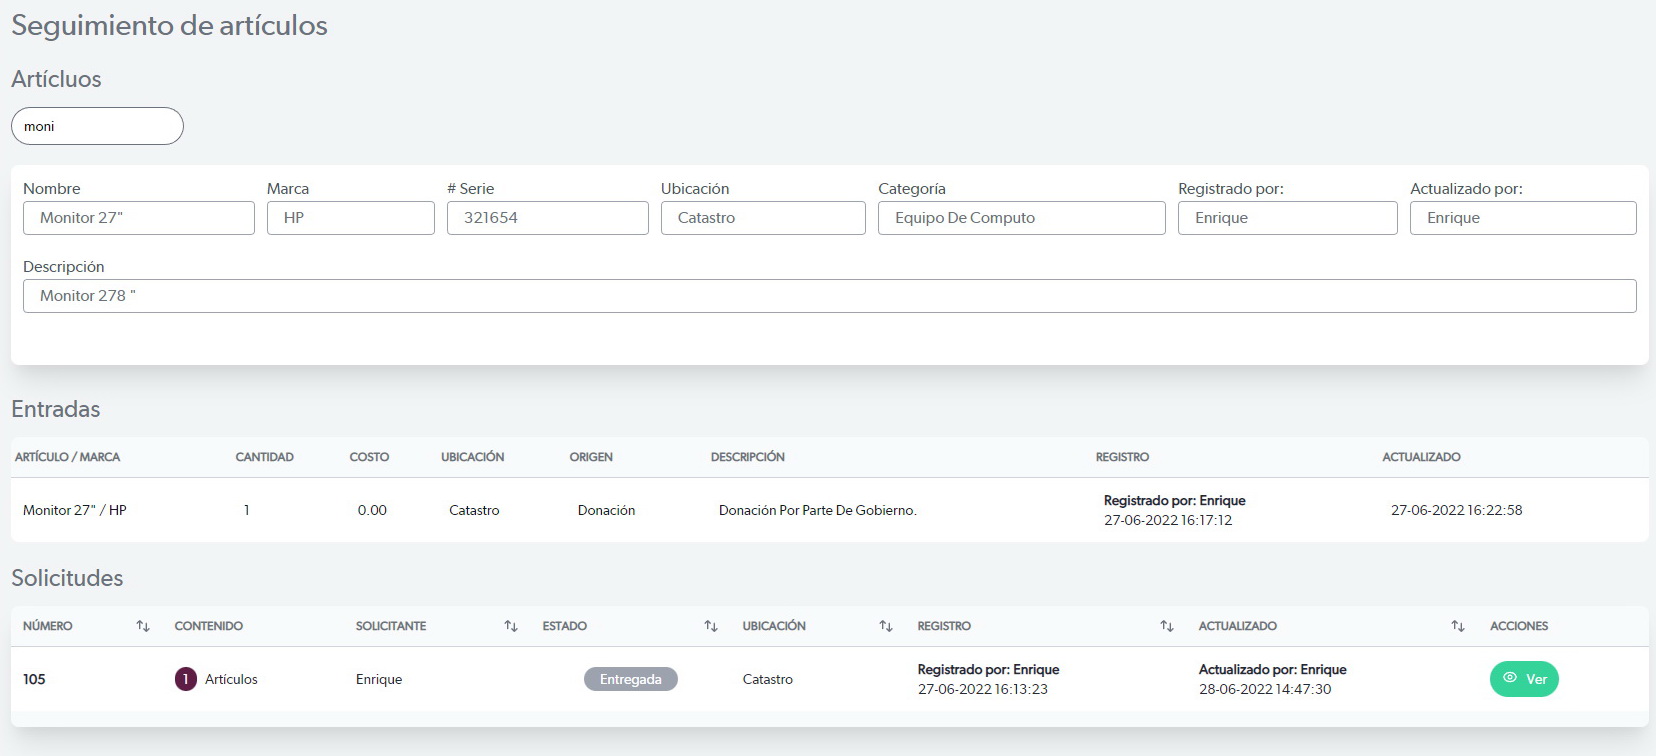 Seguimiento de artículos
Artícluos
moni
Nombre Marca # Serie Ubicación Categoría Registrado por: Actualizado por:
Monitor 27" HP 321654 Catastro Equipo De Computo Enrique Enrique
Descripción
Monitor 278 "
Entradas
ARTÍCULO / MARCA CANTIDAD COSTO UBICACIÓN ORIGEN DESCRIPCIÓN REGISTRO ACTUALIZADO
Monitor 27" / HP 1 0.00 Catastro Donación Donación Por Parte De Gobierno. Registrado por: Enrique 27-06-2022 16:22:58
27-06-2022 16:17:12
Solicitudes
NÚMERO CONTENIDO SOLICITANTE ESTADO UBICACIÓN REGISTRO ACTUALIZADO ACCIONES
105 1 Artículos Enrique Entregada Catastro Registrado por: Enrique Actualizado por: Enrique Ver
27-06-2022 16:13:23 28-06-2022 14:47:30